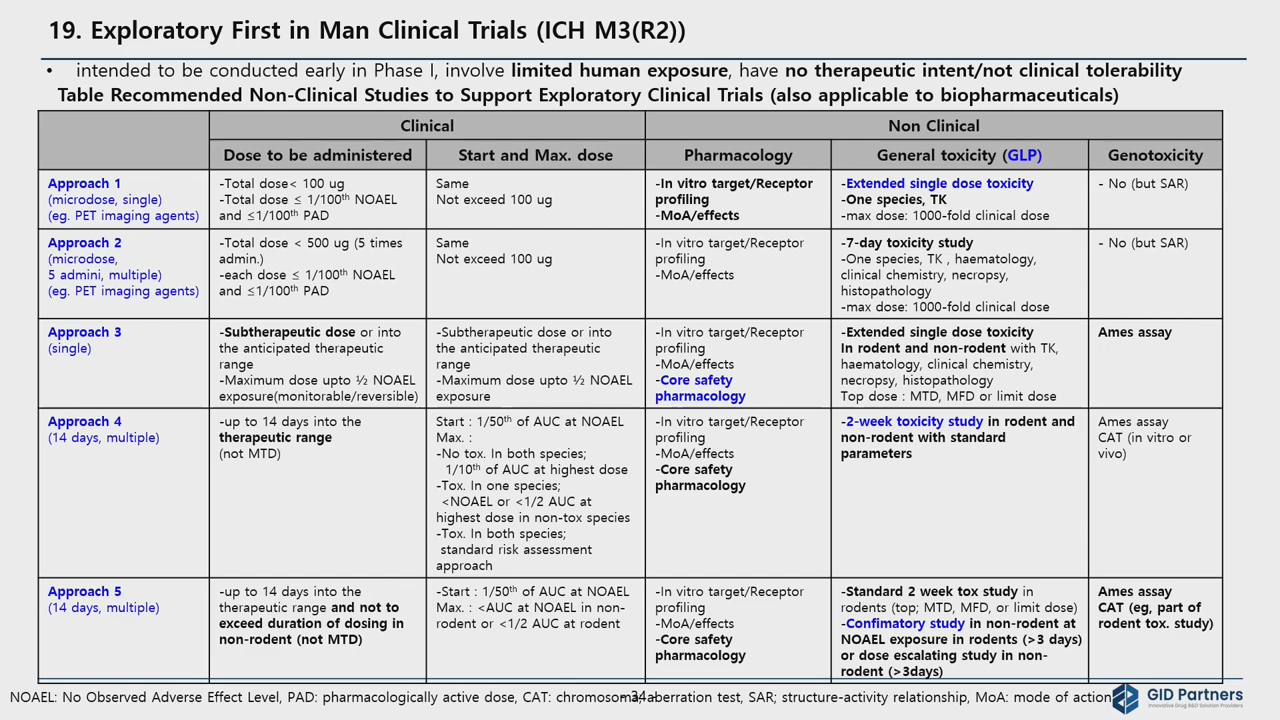 19. Exploratory First in Man Clinical Trials (ICH M3(R2))
• intended to be conducted early in Phase I, involve limited human exposure, have no therapeutic intent/not clinical tolerability
Table Recommended Non-Clinical Studies to Support Exploratory Clinical Trials (also applicable to biopharmaceuticals)
Clinical
Non Clinical
Dose to be administered
Start and Max. dose
Pharmacology
General toxicity (GLP)
Genotoxicity
Approach 1
(microdose, single)
(eg. PET imaging agents)
-Total dose< 100 ug
-Total dose ≤ 1/100th NOAEL
and ≤1/100th PAD
Same
Not exceed 100 ug
-In vitro target/Receptor
profiling
-MoA/effects
-Extended single dose toxicity
-One species, TK
-max dose: 1000-fold clinical dose
- No (but SAR)
Approach 2
(microdose,
5 admini, multiple)
(eg. PET imaging agents)
-Total dose < 500 ug (5 times
admin.)
-each dose ≤ 1/100th NOAEL
and ≤1/100th PAD
Same
Not exceed 100 ug
-In vitro target/Receptor
profiling
-MoA/effects
-7-day toxicity study
-One species, TK , haematology,
clinical chemistry, necropsy,
histopathology
-max dose: 1000-fold clinical dose
- No (but SAR)
Approach 3
(single)
-Subtherapeutic dose or into
the anticipated therapeutic
range
-Maximum dose upto ½ NOAEL
exposure(monitorable/reversible)
-Subtherapeutic dose or into
the anticipated therapeutic
range
-Maximum dose upto ½ NOAEL
exposure
-In vitro target/Receptor
profiling
-MoA/effects
-Core safety
pharmacology
-Extended single dose toxicity
In rodent and non-rodent with TK,
haematology, clinical chemistry,
necropsy, histopathology
Top dose : MTD, MFD or limit dose
Ames assay
Approach 4
(14 days, multiple)
-up to 14 days into the
therapeutic range
(not MTD)
Start : 1/50th of AUC at NOAEL
Max. :
-No tox. In both species;
1/10th of AUC at highest dose
-Tox. In one species;
<NOAEL or <1/2 AUC at
highest dose in non-tox species
-Tox. In both species;
standard risk assessment
approach
-In vitro target/Receptor
profiling
-MoA/effects
-Core safety
pharmacology
-2-week toxicity study in rodent and
non-rodent with standard
parameters
Ames assay
CAT (in vitro or
vivo)
Approach 5
(14 days, multiple)
-up to 14 days into the
therapeutic range and not to
exceed duration of dosing in
non-rodent (not MTD)
-Start : 1/50th of AUC at NOAEL
Max. : <AUC at NOAEL in non-
rodent or <1/2 AUC at rodent
-In vitro target/Receptor
profiling
-MoA/effects
-Core safety
pharmacology
-Standard 2 week tox study in
rodents (top; MTD, MFD, or limit dose)
-Confimatory study in non-rodent at
NOAEL exposure in rodents (>3 days)
or dose escalating study in non-
rodent (>3days)
Ames assay
CAT (eg, part of
rodent tox. study)
NOAEL: No Observed Adverse Effect Level, PAD: pharmacologically active dose, CAT: chromosomal aberration test, SAR; structure-activity relationship, MoA: mode of action
- 34 -
GID Partners
Innovative Drug R&D Solution Providers